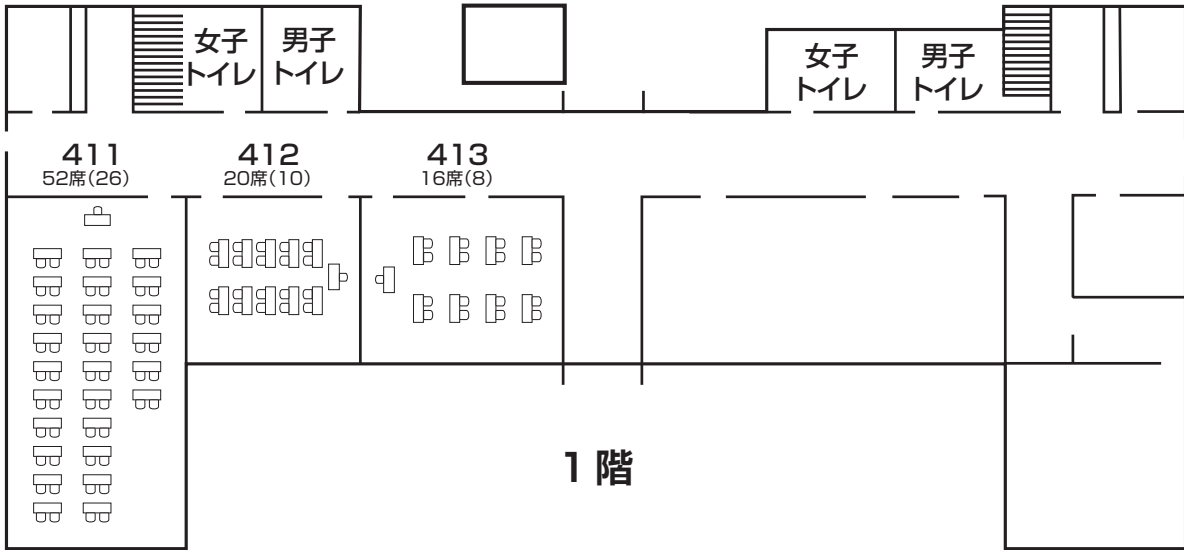 女子
トイレ
男子
トイレ
女子
トイレ
男子
トイレ
411
52席(26)
412
20席(10)
413
16席(8)
1階